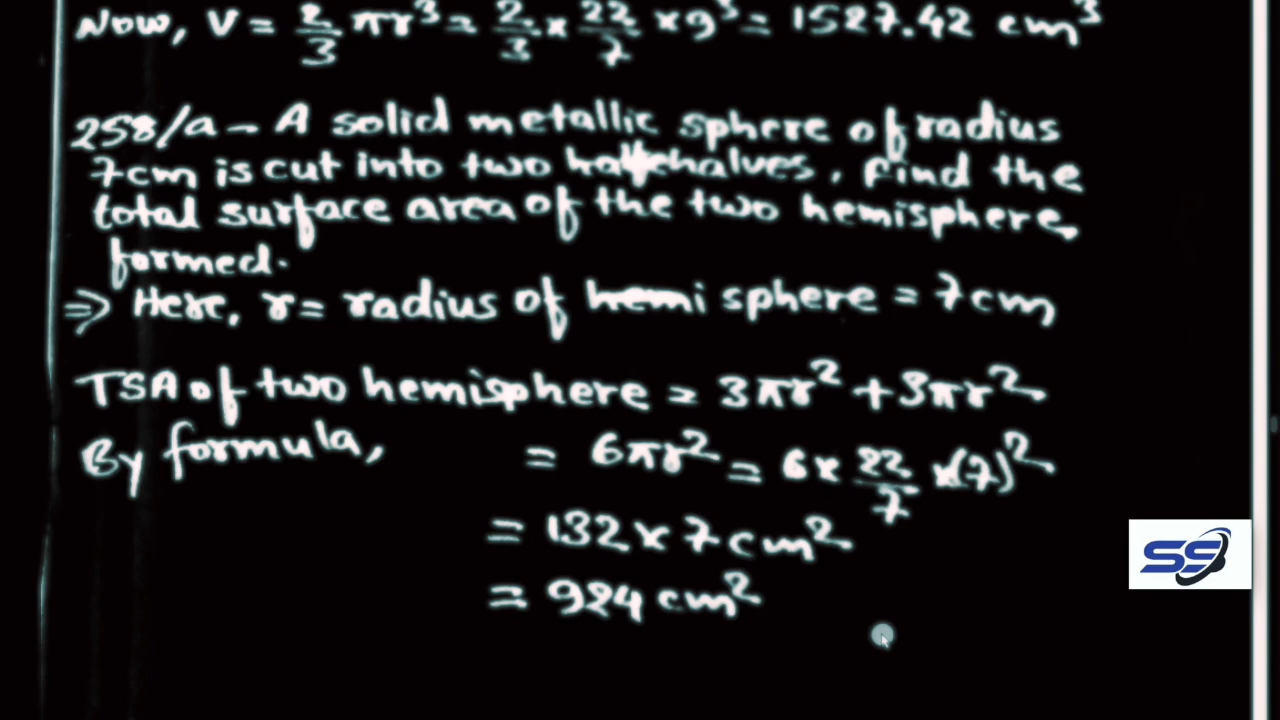 Now, V = 2/3 πr³ = 2/3 × 22/7 × 9³ = 1527.42 cm³
258/a - A solid metallic sphere of radius
7cm is cut into two halves. Find the
total surface area of the two hemisphere
formed.
⇒ Here, r = radius of hemi sphere = 7cm
TSA of two hemisphere = 3πr² + 3πr²
By formula, = 6πr² = 6 × 22/7 × (7)²
= 132 × 7 cm²
= 924 cm²
SS